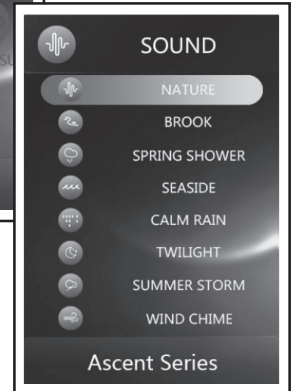 SOUND
NATURE
BROOK
SPRING SHOWER
SEASIDE
CALM RAIN
TWILIGHT
SUMMER STORM
WIND CHIME
Ascent Series